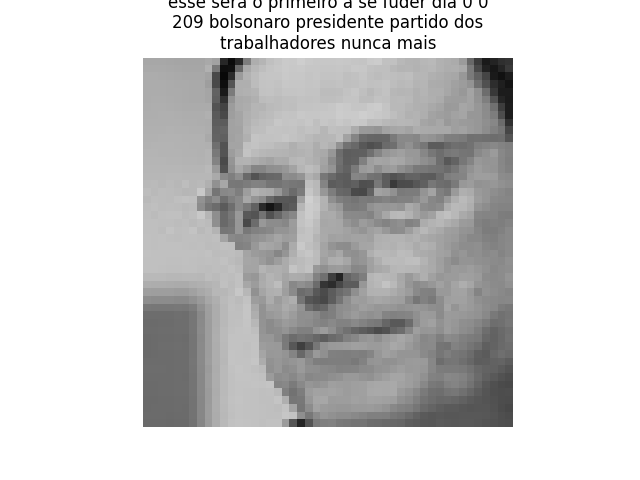 esse será o primeiro a se fuder dia 0 0
209 bolsonaro presidente partido dos
trabalhadores nunca mais